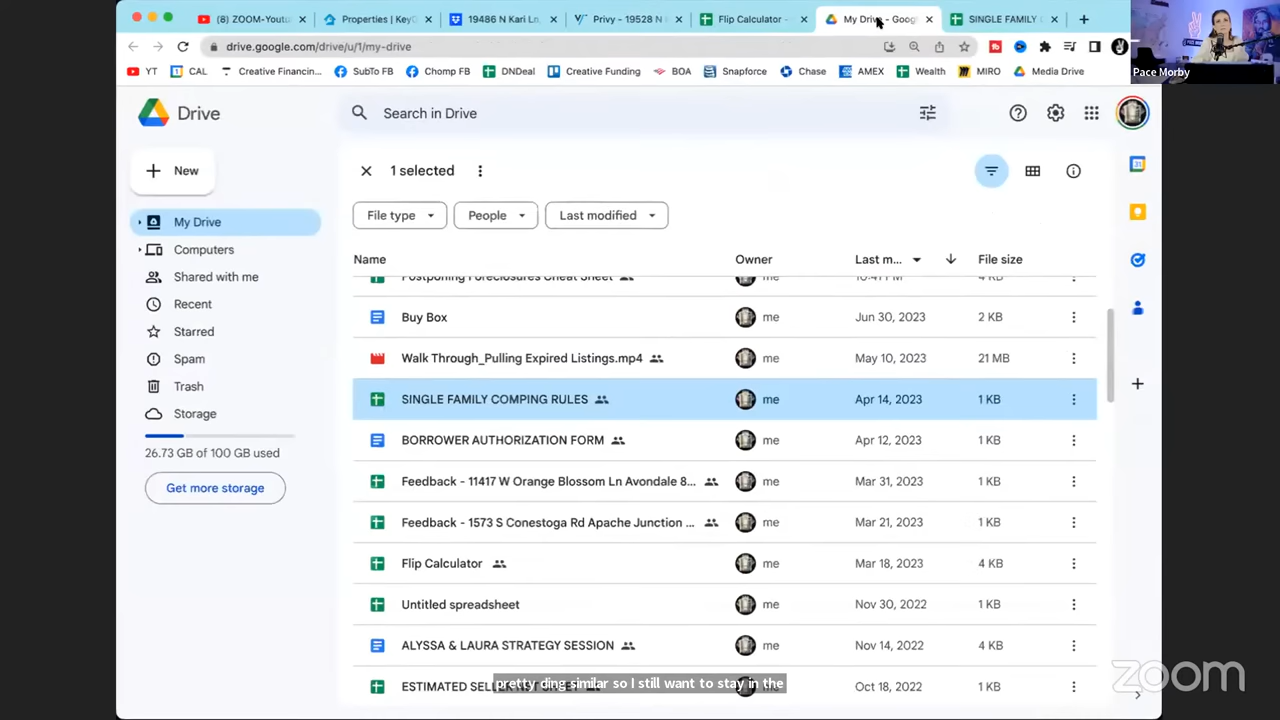 (8) ZOOM-Youtu
Properties | KeyG
19486 N Kari Ln,
Privy - 19528 N
Flip Calculator -
My Drive - Goog
SINGLE FAMILY C
Pace Morby
drive.google.com/drive/u/1/my-drive
YT
CAL
Creative Financin...
SubTo FB
Chomp FB
DNDeal
Creative Funding
BOA
Snapforce
Chase
AMEX
Wealth
MIRO
Media Drive
Drive
Search in Drive
New
1 selected
My Drive
Computers
Shared with me
Recent
Starred
Spam
Trash
Storage
26.73 GB of 100 GB used
Get more storage
File type
People
Last modified
Name
Owner
Last m...
File size
Postponing Foreclosures Cheat Sheet me 10:41 PM 4 KB
Buy Box me Jun 30, 2023 2 KB
Walk Through_Pulling Expired Listings.mp4 me May 10, 2023 21 MB
SINGLE FAMILY COMPING RULES me Apr 14, 2023 1 KB
BORROWER AUTHORIZATION FORM me Apr 12, 2023 1 KB
Feedback - 11417 W Orange Blossom Ln Avondale 8... me Mar 31, 2023 1 KB
Feedback - 1573 S Conestoga Rd Apache Junction ... me Mar 21, 2023 1 KB
Flip Calculator me Mar 18, 2023 4 KB
Untitled spreadsheet me Nov 30, 2022 1 KB
ALYSSA & LAURA STRATEGY SESSION me Nov 14, 2022 4 KB
ESTIMATED me Oct 18, 2022 1 KB
pretty ding similar so I still want to stay in the
zoom